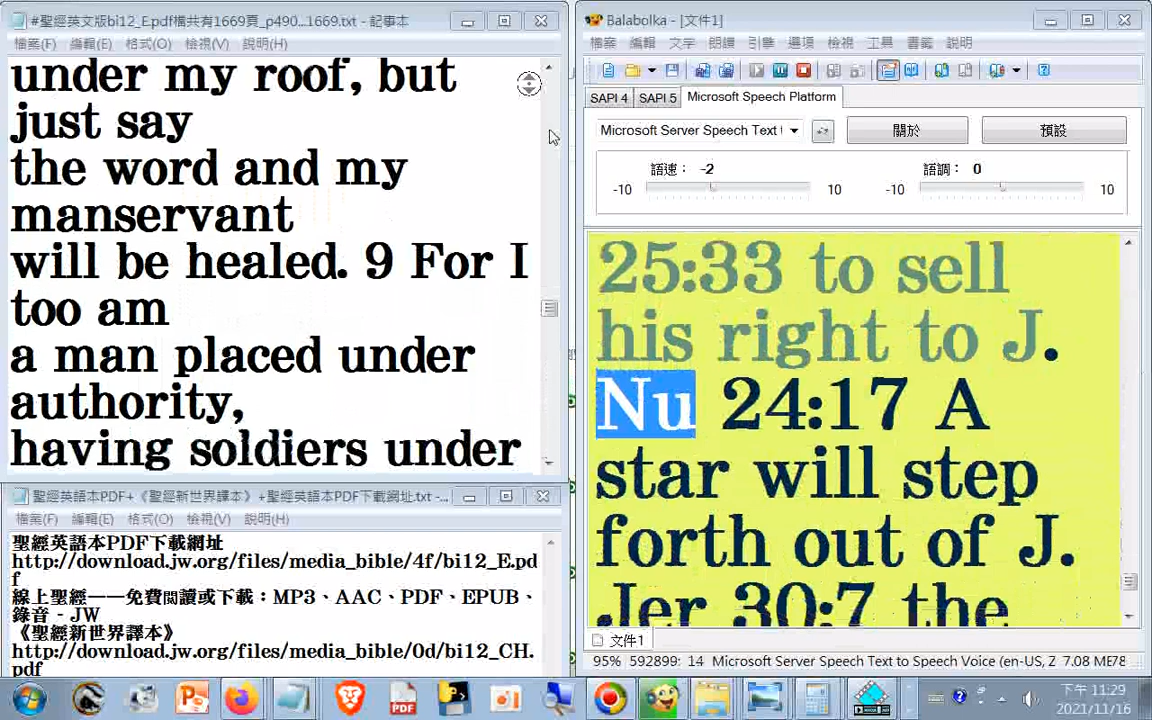 #聖經英文版bi12_E.pdf檔共有1669頁_p490...1669.txt - 記事本
檔案(F) 編輯(E) 格式(O) 檢視(V) 說明(H)
under my roof, but
just say
the word and my
manservant
will be healed. 9 For I
too am
a man placed under
authority,
having soldiers under
聖經英語本PDF+《聖經新世界譯本》+聖經英語本PDF下載網址.txt -...
檔案(F) 編輯(E) 格式(O) 檢視(V) 說明(H)
聖經英語本PDF下載網址
http://download.jw.org/files/media_bible/4f/bi12_E.pd
f
線上聖經——免費閱讀或下載：MP3、AAC、PDF、EPUB、
錄音 - JW
《聖經新世界譯本》
http://download.jw.org/files/media_bible/0d/bi12_CH.
pdf
Balabolka - [文件1]
檔案 編輯 文字 朗讀 引擎 選項 檢視 工具 書籤 說明
SAPI 4 SAPI 5 Microsoft Speech Platform
Microsoft Server Speech Text 關於 預設
語速： -2 語調： 0
-10 10 -10 10
25:33 to sell
his right to J.
Nu 24:17 A
star will step
forth out of J.
Jer 30:7 the
文件1
95% 592899: 14 Microsoft Server Speech Text to Speech Voice (en-US, Z 7.08 ME78
PDF
下午 11:29
2021/11/16